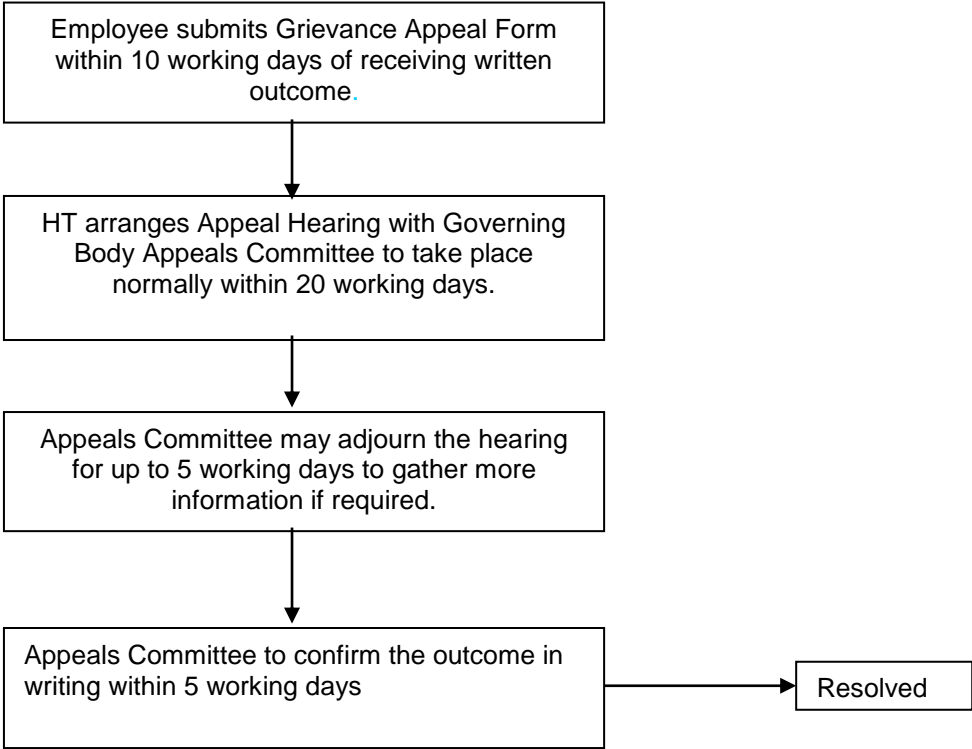 Employee submits Grievance Appeal Form
within 10 working days of receiving written
outcome.
HT arranges Appeal Hearing with Governing
Body Appeals Committee to take place
normally within 20 working days.
Appeals Committee may adjourn the hearing
for up to 5 working days to gather more
information if required.
Appeals Committee to confirm the outcome in
writing within 5 working days
Resolved